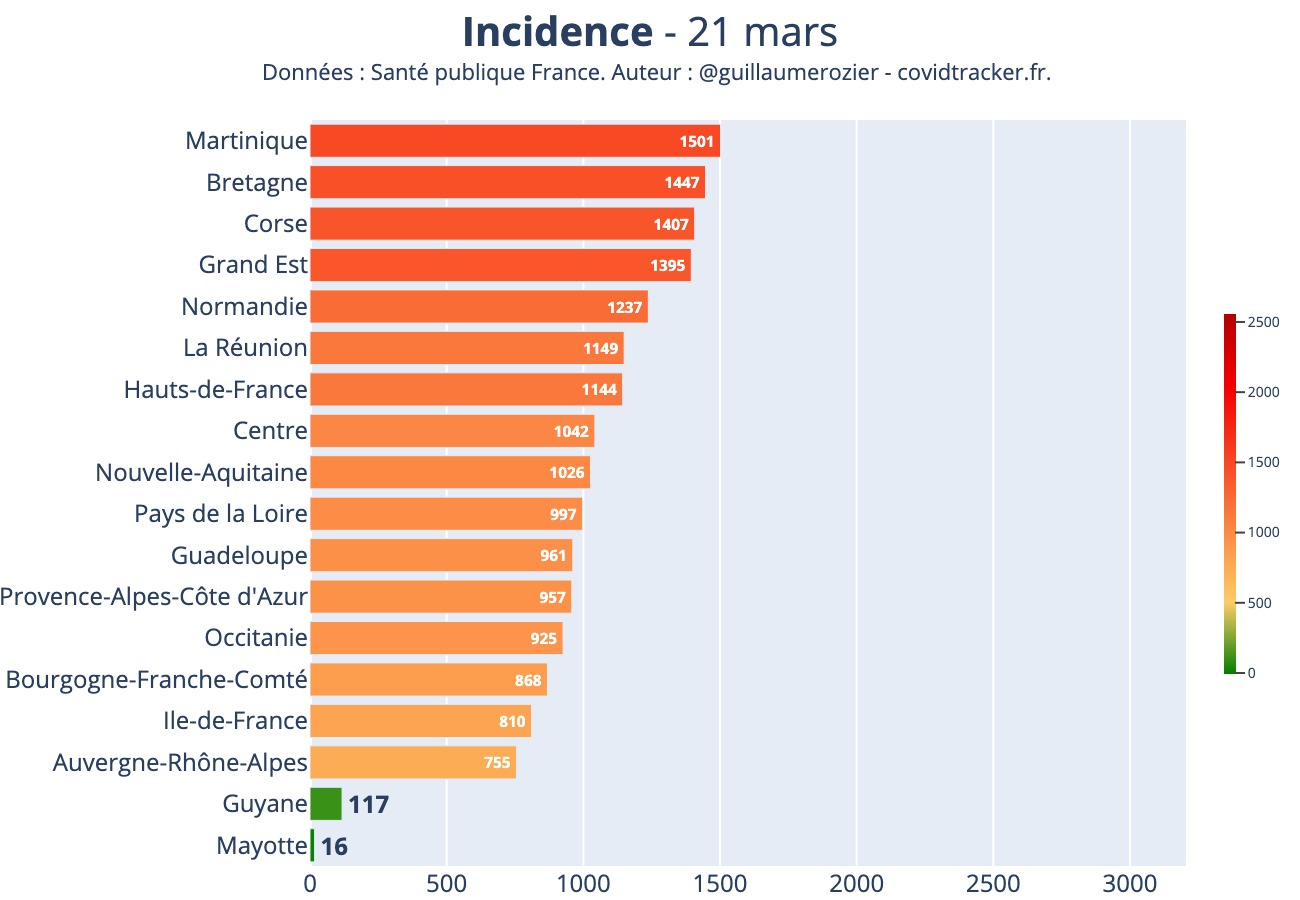 Incidence - 21 mars
Données : Santé publique France. Auteur : @guillaumerozier - covidtracker.fr.
Martinique 1501
Bretagne 1447
Corse 1407
Grand Est 1395
Normandie 1237
La Réunion 1149
Hauts-de-France 1144
Centre 1042
Nouvelle-Aquitaine 1026
Pays de la Loire 997
Guadeloupe 961
Provence-Alpes-Côte d'Azur 957
Occitanie 925
Bourgogne-Franche-Comté 868
Ile-de-France 810
Auvergne-Rhône-Alpes 755
Guyane 117
Mayotte 16
0 500 1000 1500 2000 2500 3000
2500
2000
1500
1000
500
0